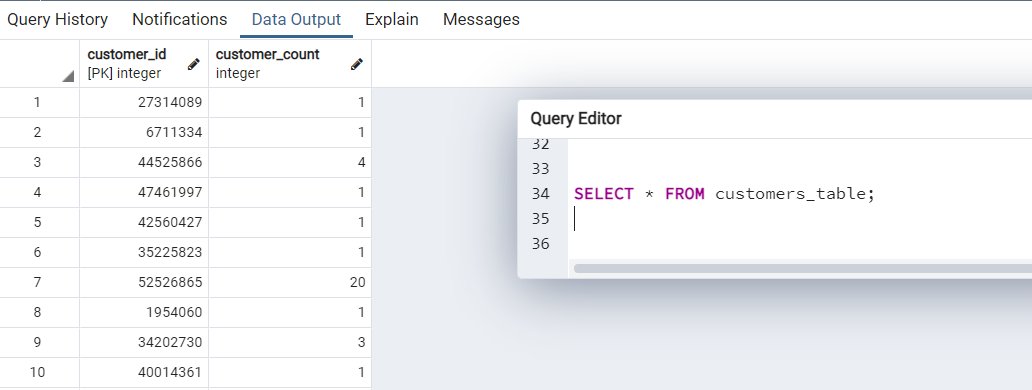 Query History Notifications Data Output Explain Messages
customer_id customer_count
[PK] integer integer
1 27314089 1
2 6711334 1
3 44525866 4
4 47461997 1
5 42560427 1
6 35225823 1
7 52526865 20
8 1954060 1
9 34202730 3
10 40014361 1
Query Editor
32
33
34 SELECT * FROM customers_table;
35
36